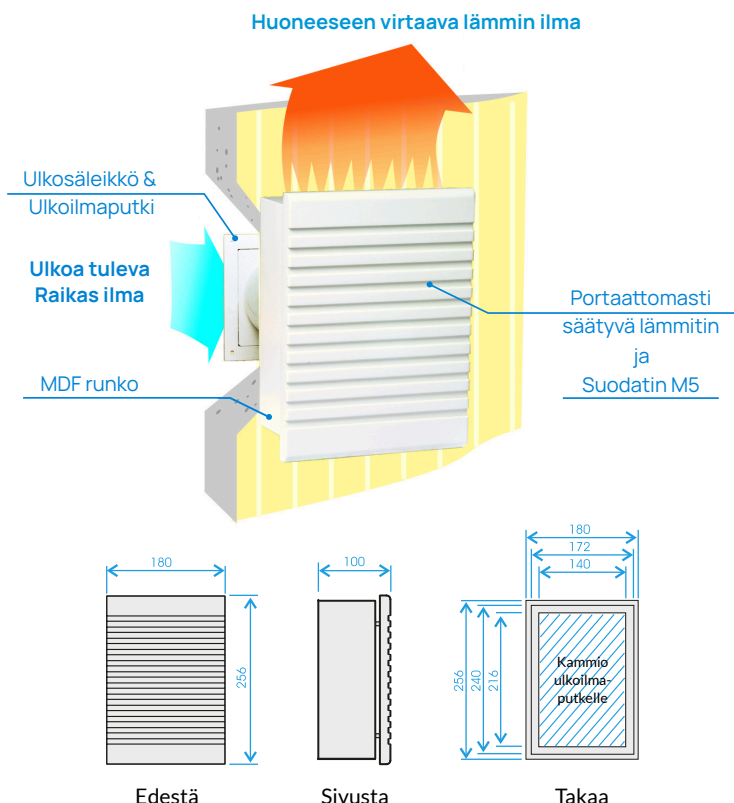 Huoneeseen virtaava lämmin ilma
Ulkosäleikkö &
Ulkoilmaputki
Ulkoa tuleva
Raikas ilma
Portaattomasti
säätyvä lämmitin
ja
Suodatin M5
MDF runko
180
256
Edestä
100
Sivusta
180
172
140
256
240
216
Kammio
ulkoilma-
putkelle
Takaa